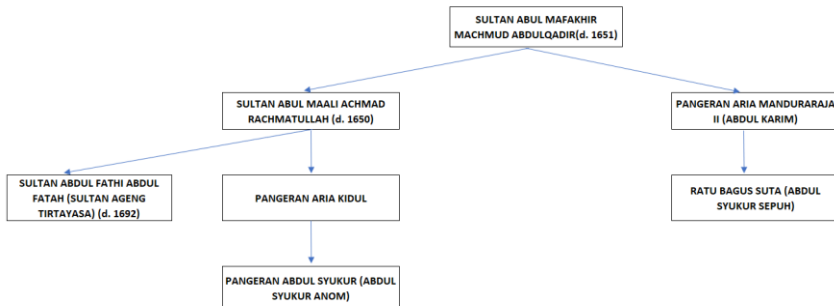 SULTAN ABUL MAFAKHIR
MACHMUD ABDULQADIR(d. 1651)
SULTAN ABUL MAALI ACHMAD
RACHMATULLAH (d. 1650)
PANGERAN ARIA MANDURARAJA
II (ABDUL KARIM)
SULTAN ABDUL FATHI ABDUL
FATAH (SULTAN AGENG
TIRTAYASA) (d. 1692)
PANGERAN ARIA KIDUL
RATU BAGUS SUTA (ABDUL
SYUKUR SEPUH)
PANGERAN ABDUL SYUKUR (ABDUL
SYUKUR ANOM)